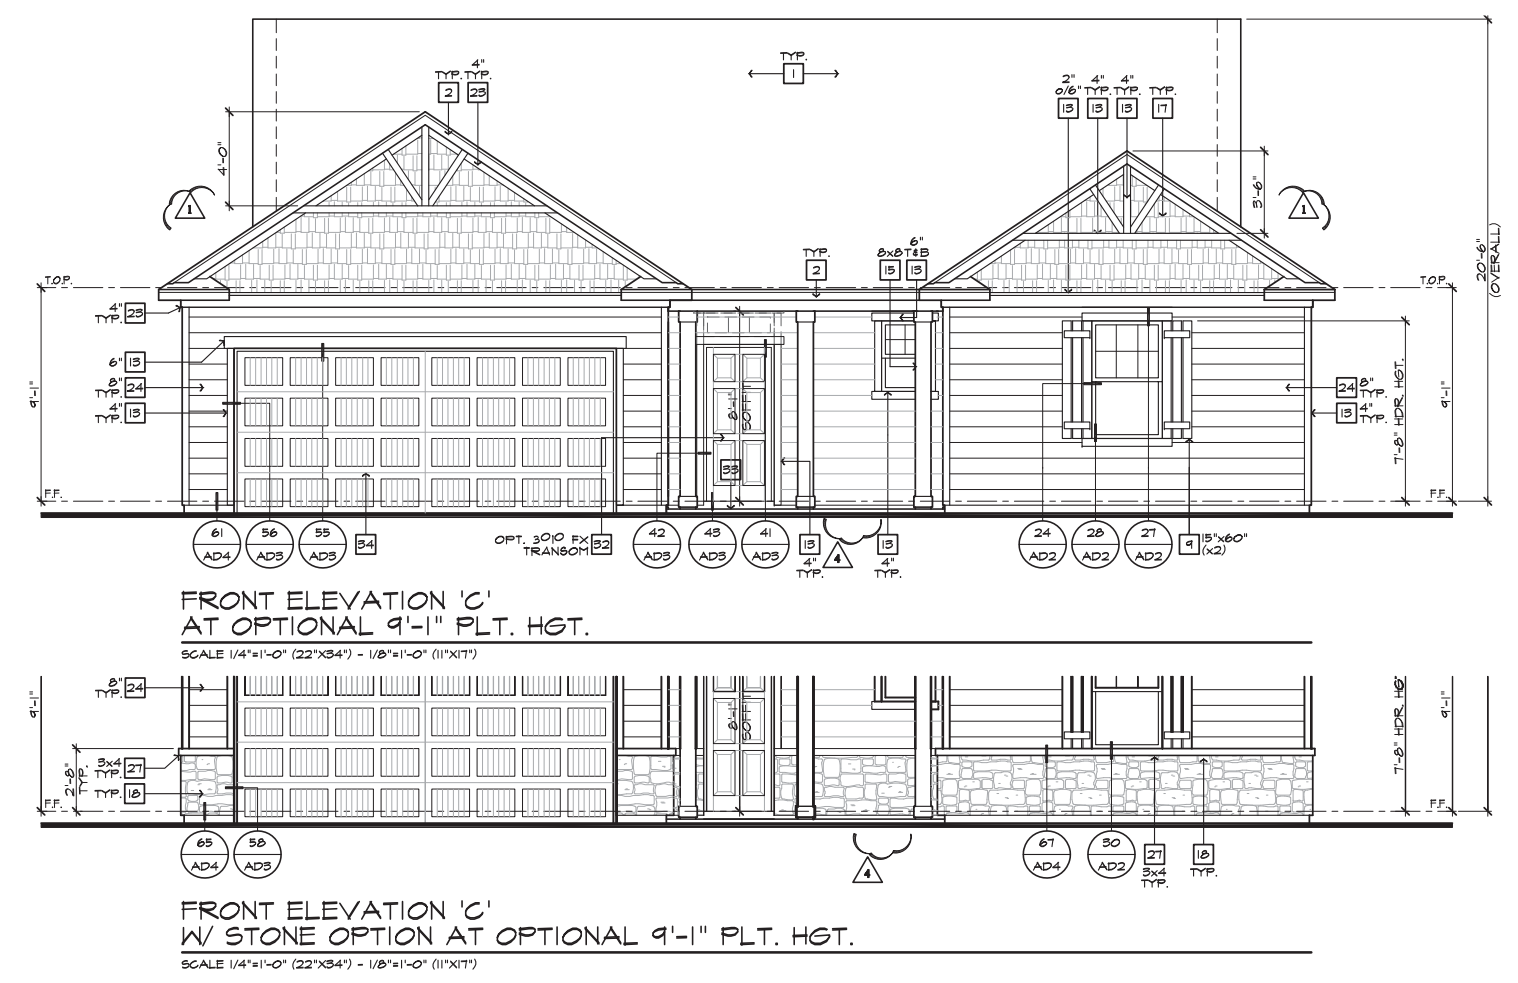 TYP.
1
4"
TYP. TYP.
2 23
2" 4" 4"
0/6" TYP. TYP. TYP.
13 13 13 17
4'-0"
3'-6"
1
1
20'-6"
(OVERALL)
6"
TYP. 8x8 T&B
2 15 13
T.O.P.
T.O.P.
4"
TYP. 23
6" 13
8"
TYP. 24
4"
TYP. 13
9'-1"
8'-1"
SOFFIT
33
24 8"
TYP.
13 4"
TYP.
7'-8" HDR. HGT.
9'-1"
F.F.
F.F.
61
AD4
56
AD3
55
AD3
34
OPT. 3010 FX
TRANSOM 32
42
AD3
43
AD3
41
AD3
13
4"
TYP.
4
13
4"
TYP.
24
AD2
28
AD2
27
AD2
9 15"x60"
(x2)
FRONT ELEVATION 'C'
AT OPTIONAL 9'-1" PLT. HGT.
SCALE 1/4"=1'-0" (22"X34") - 1/8"=1'-0" (11"X17")
8"
TYP. 24
9'-1"
3x4
TYP. 27
TYP. 18
2'-8"
TYP.
8'-1"
SOFFIT
7'-8" HDR. HG
9'-1"
F.F.
F.F.
65
AD4
58
AD3
4
67
AD4
30
AD2
27
3x4
TYP.
18
TYP.
FRONT ELEVATION 'C'
W/ STONE OPTION AT OPTIONAL 9'-1" PLT. HGT.
SCALE 1/4"=1'-0" (22"X34") - 1/8"=1'-0" (11"X17")